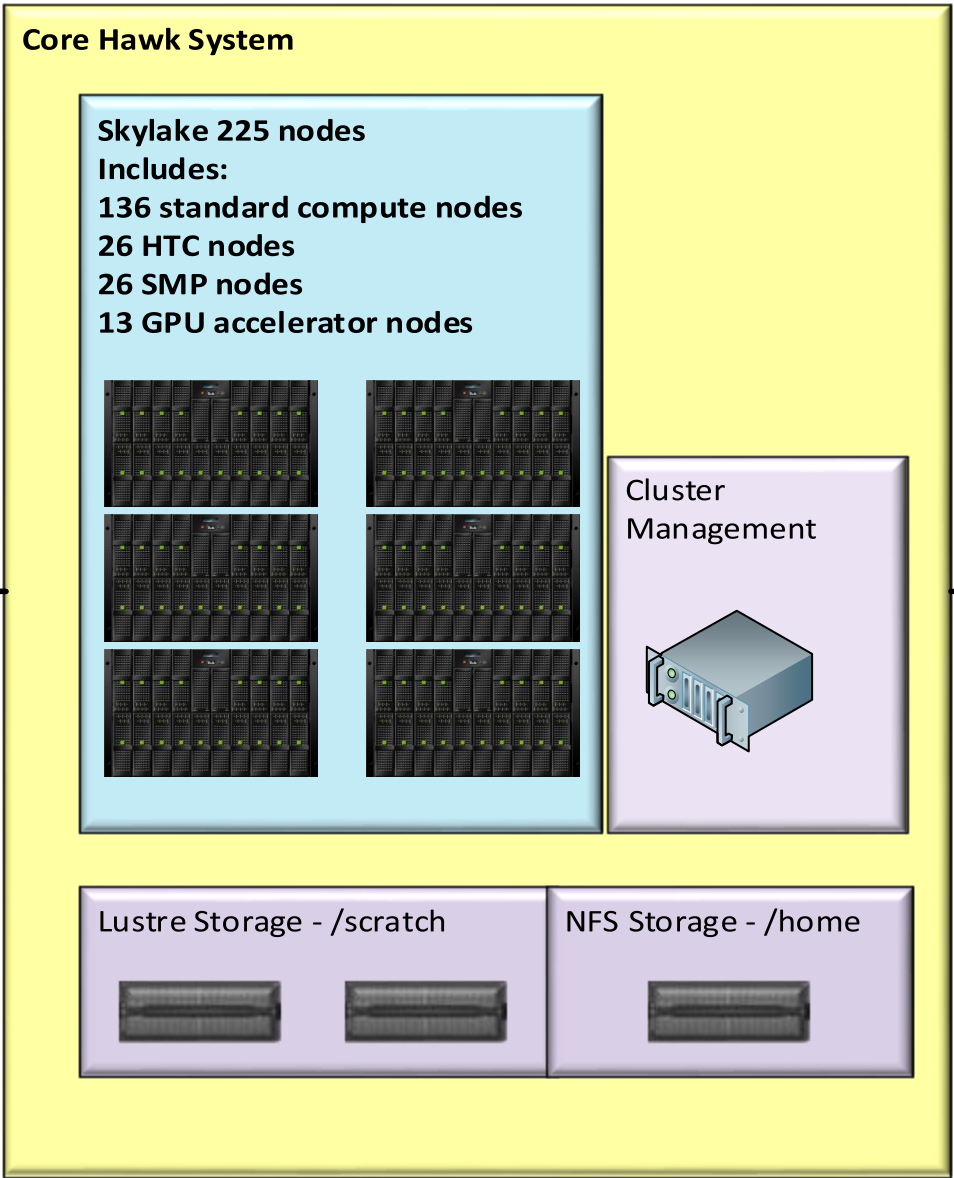 Core Hawk System
Skylake 225 nodes
Includes:
136 standard compute nodes
26 HTC nodes
26 SMP nodes
13 GPU accelerator nodes
Cluster
Management
Lustre Storage - /scratch
NFS Storage - /home